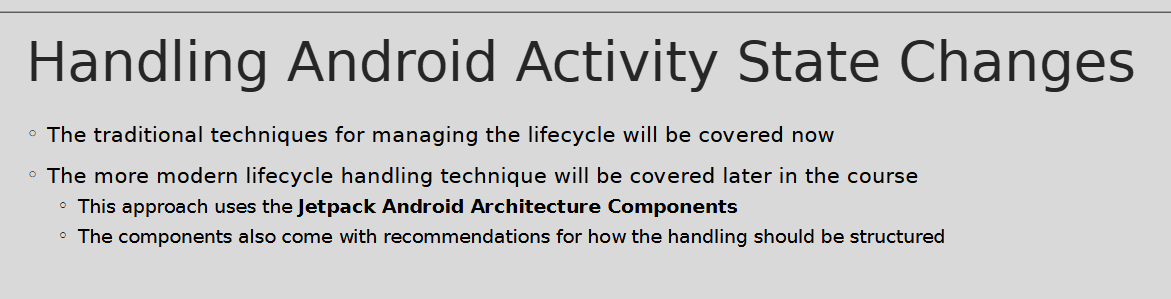 Handling Android Activity State Changes
◦ The traditional techniques for managing the lifecycle will be covered now
◦ The more modern lifecycle handling technique will be covered later in the course
◦ This approach uses the Jetpack Android Architecture Components
◦ The components also come with recommendations for how the handling should be structured